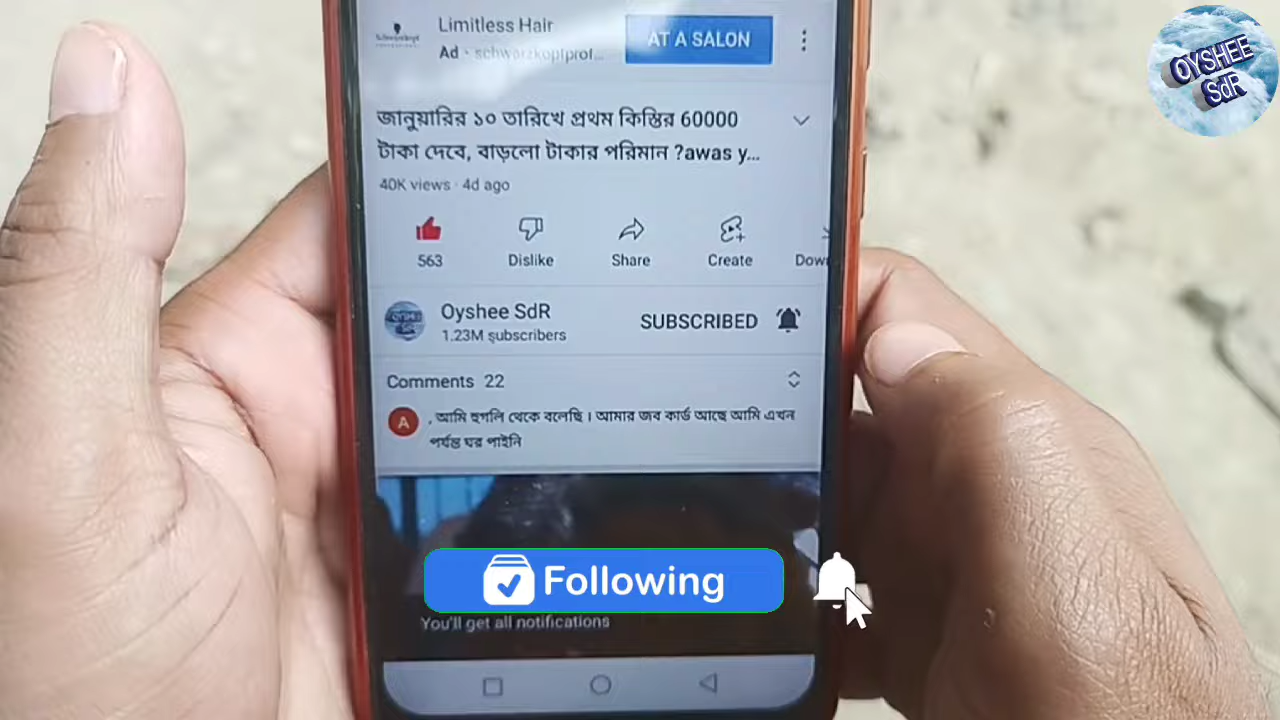 Limitless Hair
Ad · schwarzkopfprof...
AT A SALON
OYSHEE
SdR
জানুয়ারির ১০ তারিখে প্রথম কিস্তির 60000
টাকা দেবে, বাড়লো টাকার পরিমান ?awas y...
40K views · 4d ago
563
Dislike
Share
Create
Down
Oyshee SdR
1.23M subscribers
SUBSCRIBED
Comments 22
A
, আমি হুগলি থেকে বলেছি । আমার জব কার্ড আছে আমি এখন
পর্যন্ত ঘর পাইনি
Following
You'll get all notifications